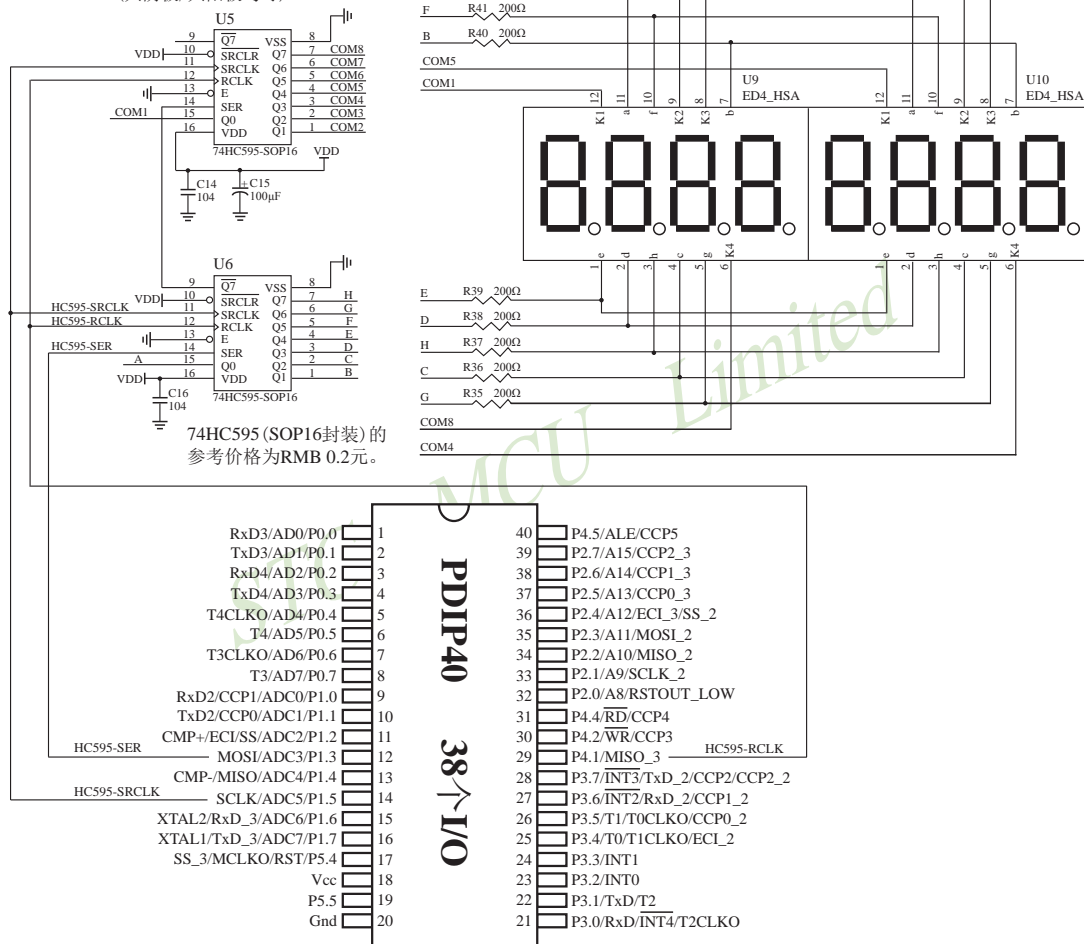 F R41 200Ω
B R40 200Ω
COM5
COM1
U5
9 Q7 VSS 8
VDD 10 SRCLR Q7 7 COM8
11 SRCLK Q6 6 COM7
12 RCLK Q5 5 COM6
13 E Q4 4 COM5
14 SER Q3 3 COM4
COM1 15 Q0 Q2 2 COM3
16 VDD Q1 1 COM2
74HC595-SOP16 VDD
C14 104
C15 100μF
U9 ED4_HSA
12 11 10 9 8 7
K1 a f K2 K3 b
e d h c g K4
1 2 3 4 5 6
U10 ED4_HSA
12 11 10 9 8 7
K1 a f K2 K3 b
e d h c g K4
1 2 3 4 5 6
U6
9 Q7 VSS 8
VDD 10 SRCLR Q7 7 H
HC595-SRCLK 11 SRCLK Q6 6 G
HC595-RCLK 12 RCLK Q5 5 F
13 E Q4 4 E
HC595-SER 14 SER Q3 3 D
A 15 Q0 Q2 2 C
VDD 16 VDD Q1 1 B
C16 104
74HC595-SOP16
E R39 200Ω
D R38 200Ω
H R37 200Ω
C R36 200Ω
G R35 200Ω
COM8
COM4
74HC595(SOP16封装)的
参考价格为RMB 0.2元。
STC MCU Limited
PDIP40 38个I/O
RxD3/AD0/P0.0 1 40 P4.5/ALE/CCP5
TxD3/AD1/P0.1 2 39 P2.7/A15/CCP2_3
RxD4/AD2/P0.2 3 38 P2.6/A14/CCP1_3
TxD4/AD3/P0.3 4 37 P2.5/A13/CCP0_3
T4CLKO/AD4/P0.4 5 36 P2.4/A12/ECI_3/SS_2
T4/AD5/P0.5 6 35 P2.3/A11/MOSI_2
T3CLKO/AD6/P0.6 7 34 P2.2/A10/MISO_2
T3/AD7/P0.7 8 33 P2.1/A9/SCLK_2
RxD2/CCP1/ADC0/P1.0 9 32 P2.0/A8/RSTOUT_LOW
TxD2/CCP0/ADC1/P1.1 10 31 P4.4/RD/CCP4
CMP+/ECI/SS/ADC2/P1.2 11 30 P4.2/WR/CCP3
HC595-SER MOSI/ADC3/P1.3 12 29 P4.1/MISO_3 HC595-RCLK
CMP-/MISO/ADC4/P1.4 13 28 P3.7/INT3/TxD_2/CCP2/CCP2_2
HC595-SRCLK SCLK/ADC5/P1.5 14 27 P3.6/INT2/RxD_2/CCP1_2
XTAL2/RxD_3/ADC6/P1.6 15 26 P3.5/T1/T0CLKO/CCP0_2
XTAL1/TxD_3/ADC7/P1.7 16 25 P3.4/T0/T1CLKO/ECI_2
SS_3/MCLKO/RST/P5.4 17 24 P3.3/INT1
Vcc 18 23 P3.2/INT0
P5.5 19 22 P3.1/TxD/T2
Gnd 20 21 P3.0/RxD/INT4/T2CLKO